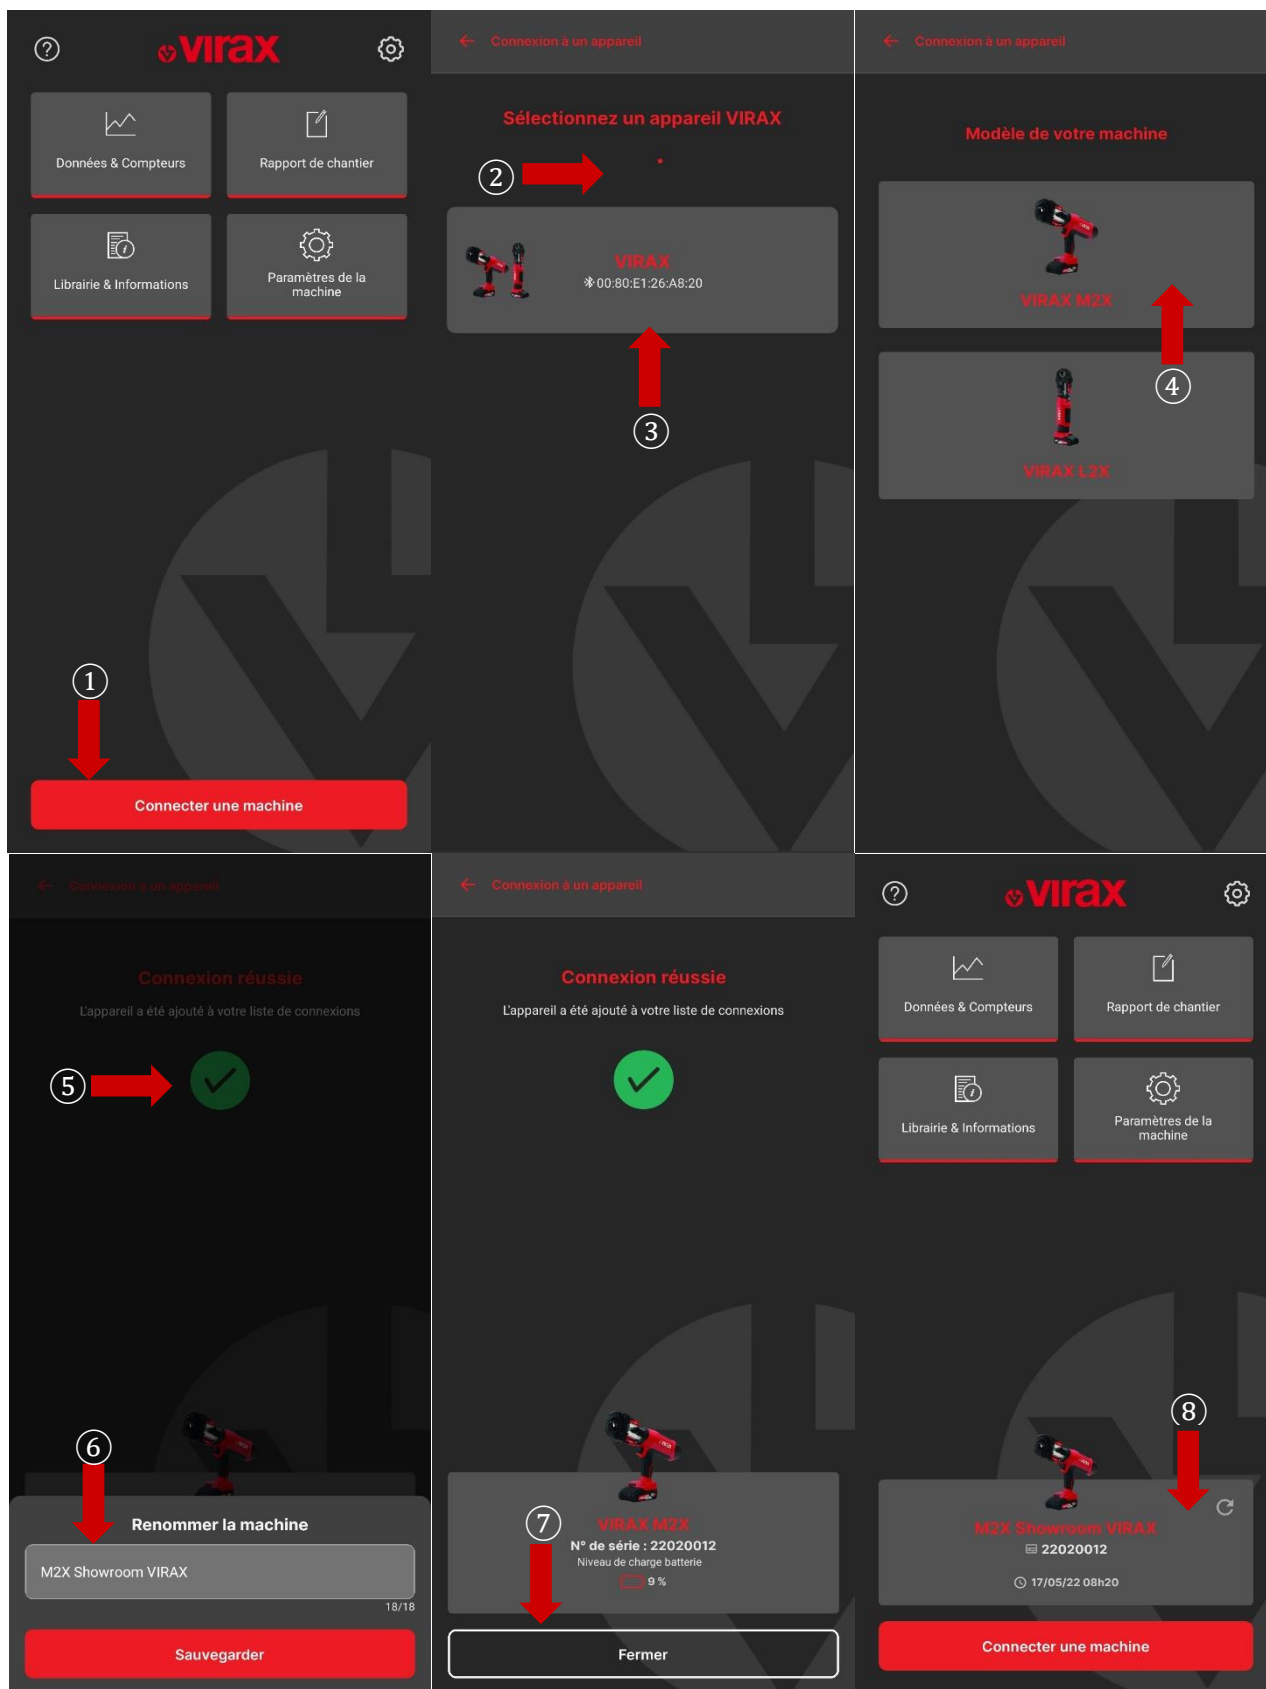 virax
Données & Compteurs
Rapport de chantier
Librairie & Informations
Paramètres de la
machine
①
Connecter une machine
Connexion à un appareil
Sélectionnez un appareil VIRAX
②
VIRAX
00:80:E1:26:A8:20
③
Connexion à un appareil
Modèle de votre machine
VIRAX M2X
④
VIRAX L2X
Connexion à un appareil
Connexion réussie
L'appareil a été ajouté à votre liste de connexions
⑤
⑥
Renommer la machine
M2X Showroom VIRAX
18/18
Sauvegarder
Connexion à un appareil
Connexion réussie
L'appareil a été ajouté à votre liste de connexions
⑦
VIRAX M2X
N° de série : 22020012
Niveau de charge batterie
9 %
Fermer
virax
Données & Compteurs
Rapport de chantier
Librairie & Informations
Paramètres de la
machine
⑧
M2X Showroom VIRAX
22020012
17/05/22 08h20
Connecter une machine